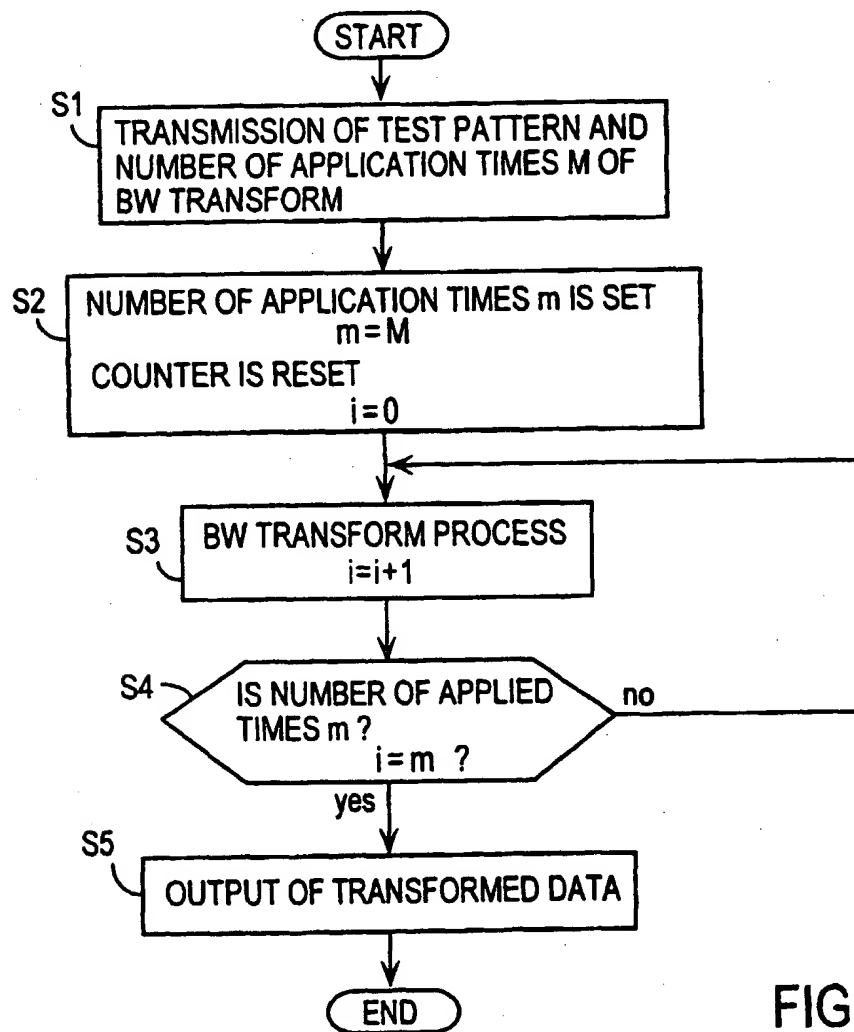 START
S1
TRANSMISSION OF TEST PATTERN AND
NUMBER OF APPLICATION TIMES M OF
BW TRANSFORM
S2
NUMBER OF APPLICATION TIMES m IS SET
m=M
COUNTER IS RESET
i=0
S3
BW TRANSFORM PROCESS
i=i+1
S4
IS NUMBER OF APPLIED
TIMES m ?
i=m ?
no
yes
S5
OUTPUT OF TRANSFORMED DATA
END
FIG